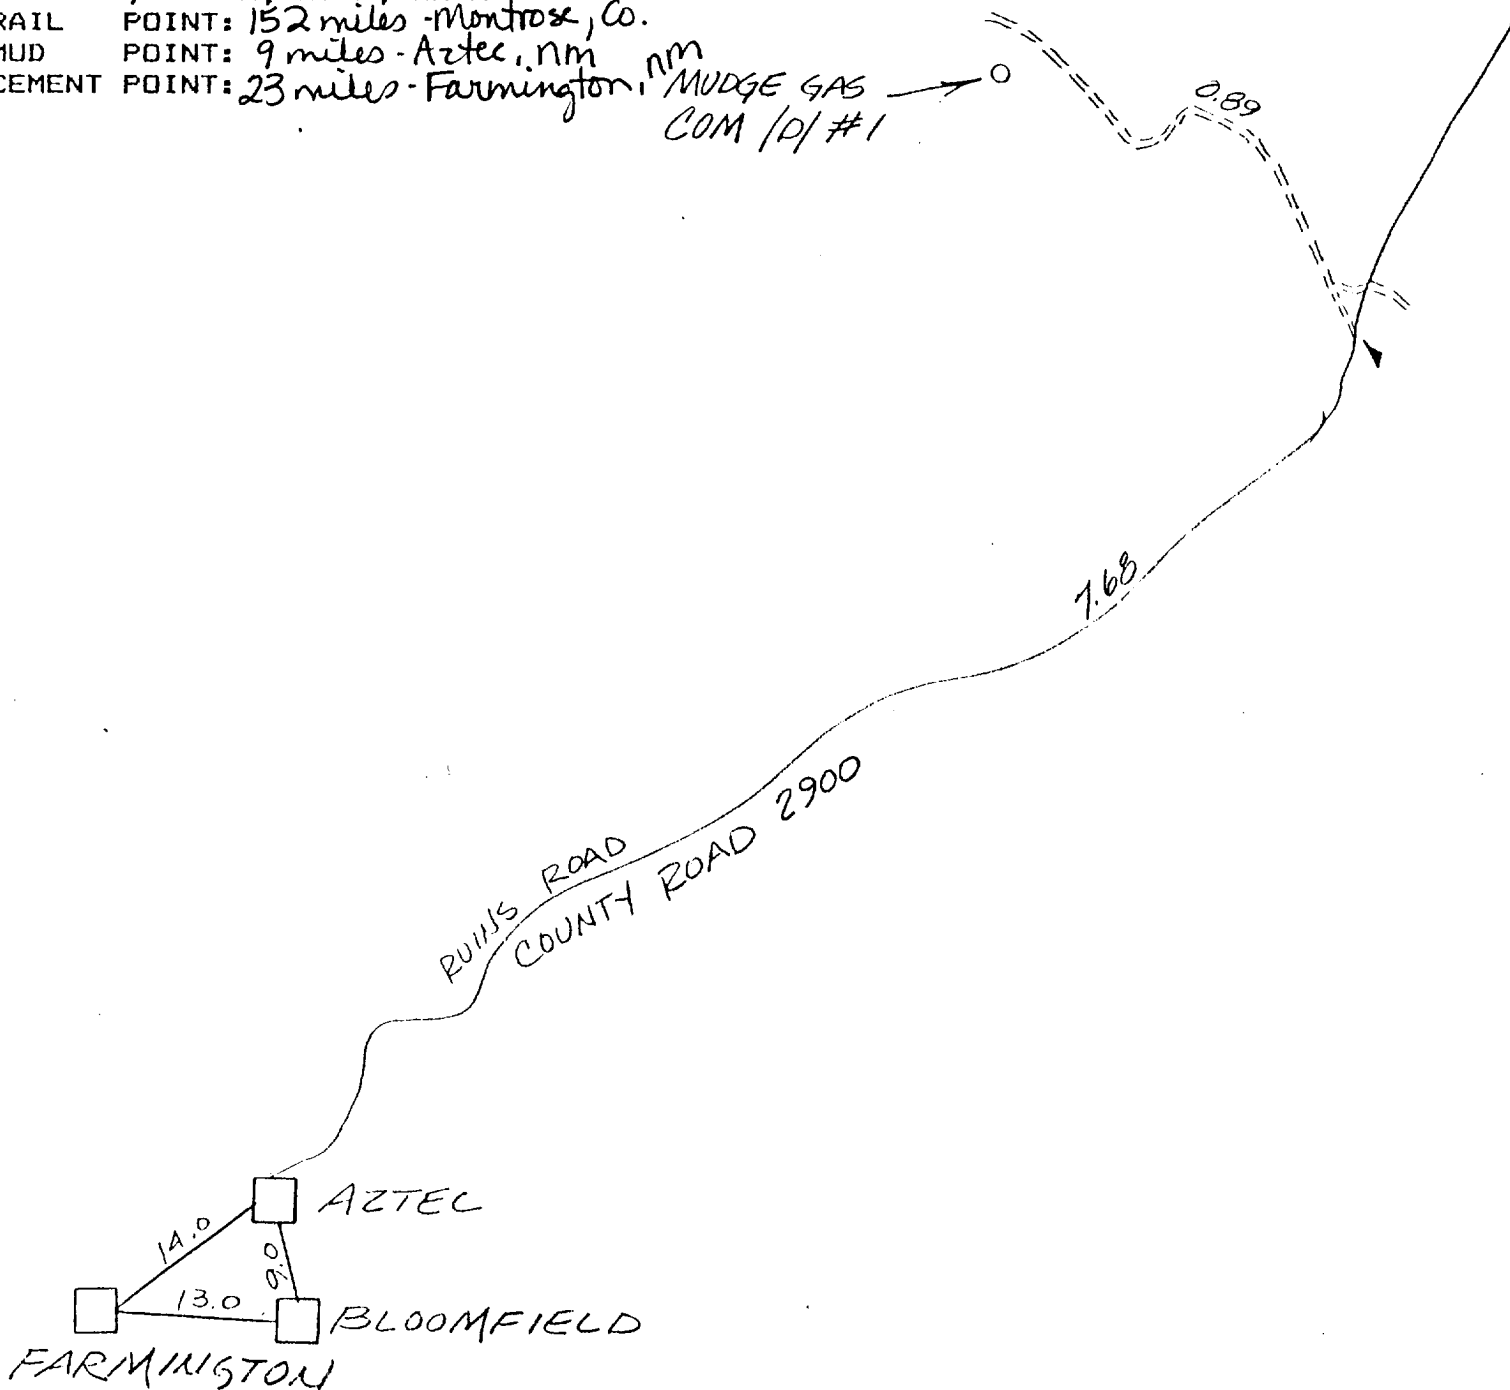 RAIL POINT: 152 miles - Montrose, Co.
MUD POINT: 9 miles - Aztec, nm
CEMENT POINT: 23 miles - Farmington, nm
MUDGE GAS
COM /D/ #1
0.89
7.68
RUINS ROAD
COUNTY ROAD 2900
AZTEC
14.0
9.0
13.0
BLOOMFIELD
FARMINGTON